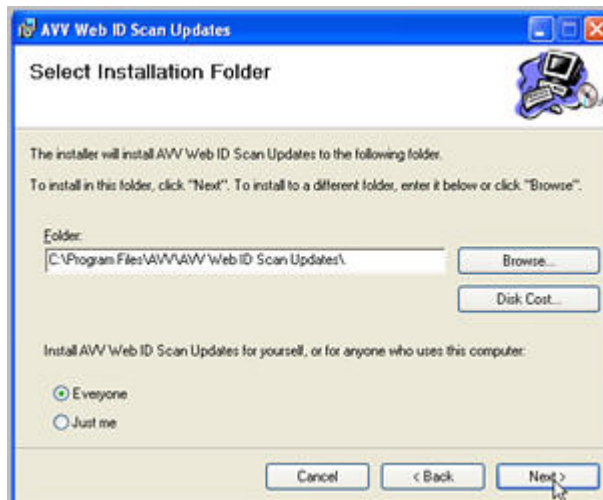 AVV Web ID Scan Updates
Select Installation Folder
The installer will install AVV Web ID Scan Updates to the following folder.
To install in this folder, click "Next". To install to a different folder, enter it below or click "Browse".
Folder:
C:\Program Files\AVV\AVV Web ID Scan Updates\
Browse...
Disk Cost...
Install AVV Web ID Scan Updates for yourself, or for anyone who uses this computer:
Everyone
Just me
Cancel
< Back
Next >